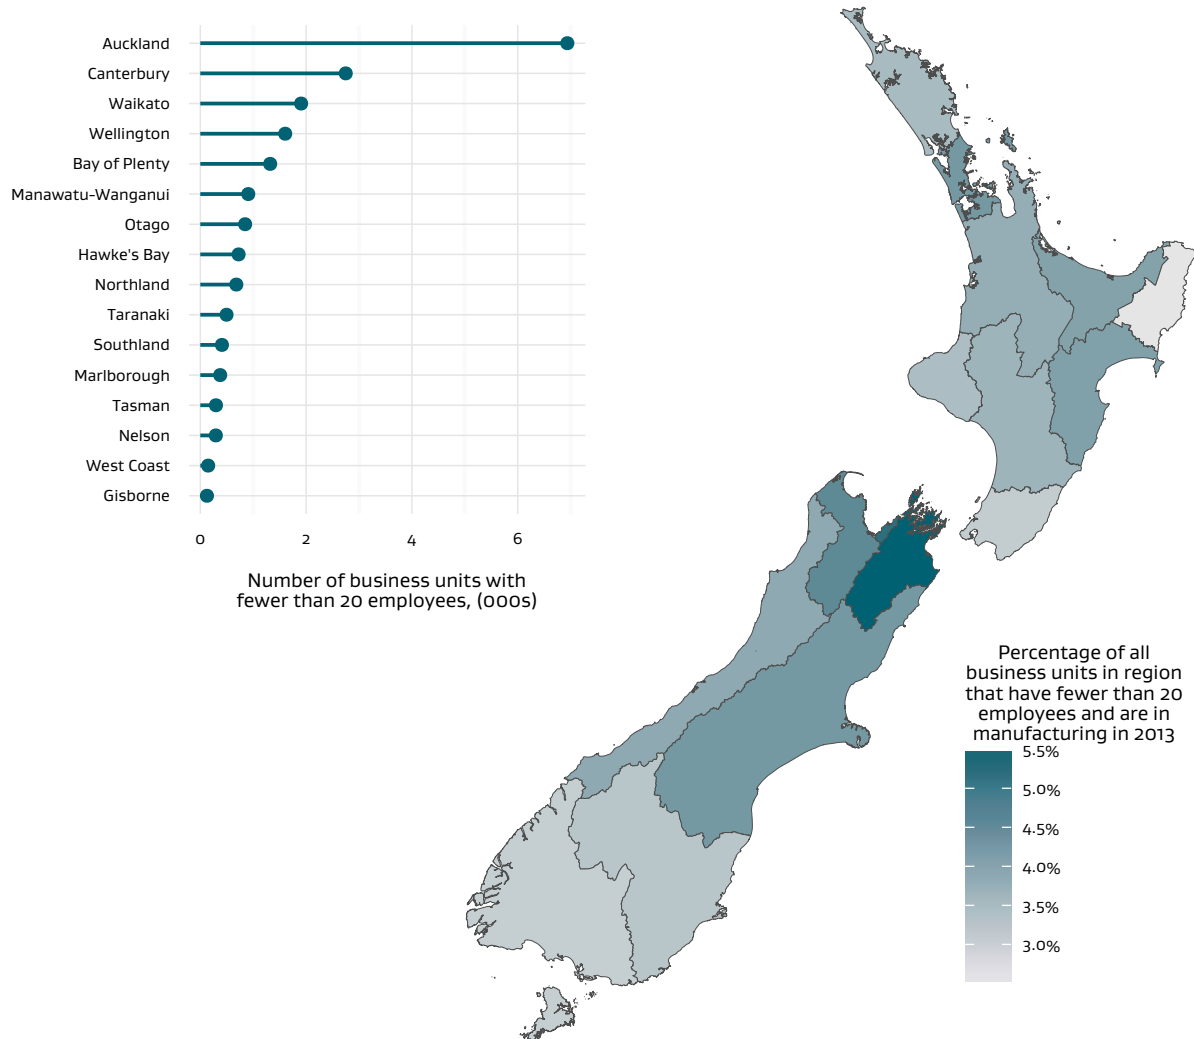 Auckland
Canterbury
Waikato
Wellington
Bay of Plenty
Manawatu-Wanganui
Otago
Hawke's Bay
Northland
Taranaki
Southland
Marlborough
Tasman
Nelson
West Coast
Gisborne
0 2 4 6
Number of business units with
fewer than 20 employees, (000s)
Percentage of all
business units in region
that have fewer than 20
employees and are in
manufacturing in 2013
5.5%
5.0%
4.5%
4.0%
3.5%
3.0%